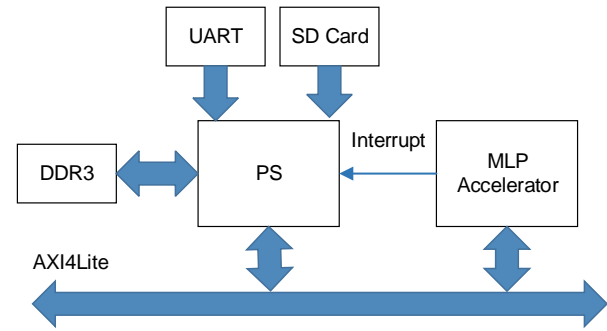 UART
SD Card
Interrupt
DDR3
PS
MLP
Accelerator
AXI4Lite